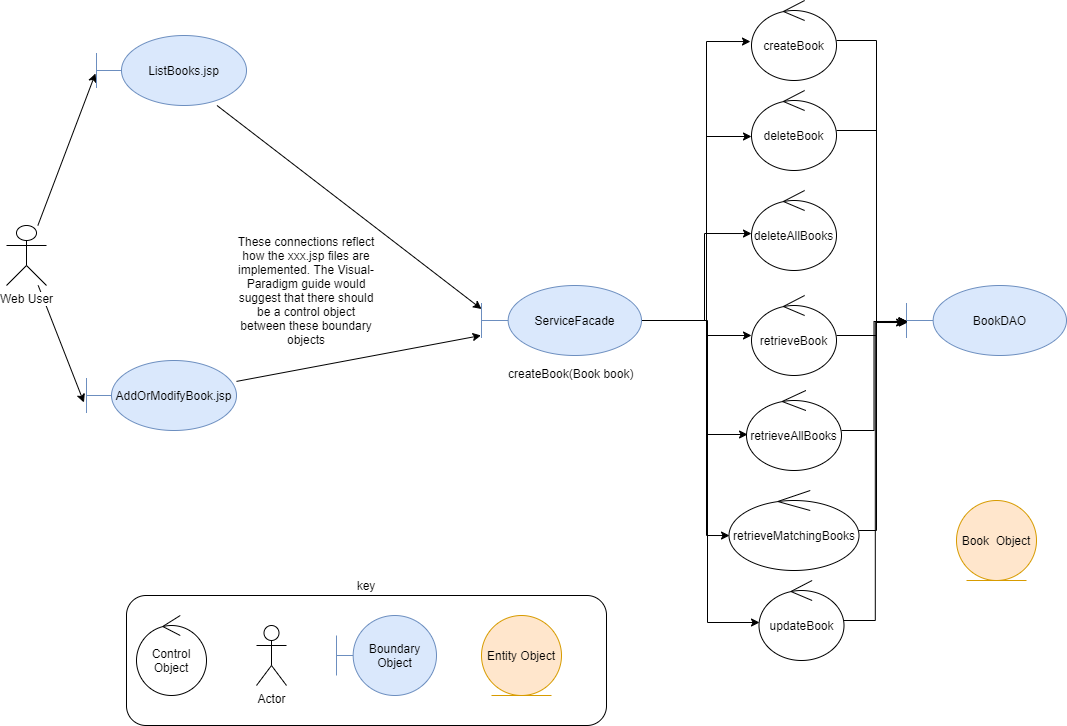 createBook
ListBooks.jsp
deleteBook
deleteAllBooks
These connections reflect
how the xxx.jsp files are
implemented. The Visual-
Paradigm guide would
suggest that there should
be a control object
between these boundary
objects
Web User
ServiceFacade
BookDAO
retrieveBook
createBook(Book book)
AddOrModifyBook.jsp
retrieveAllBooks
retrieveMatchingBooks
Book Object
key
updateBook
Control
Object
Actor
Boundary
Object
Entity Object